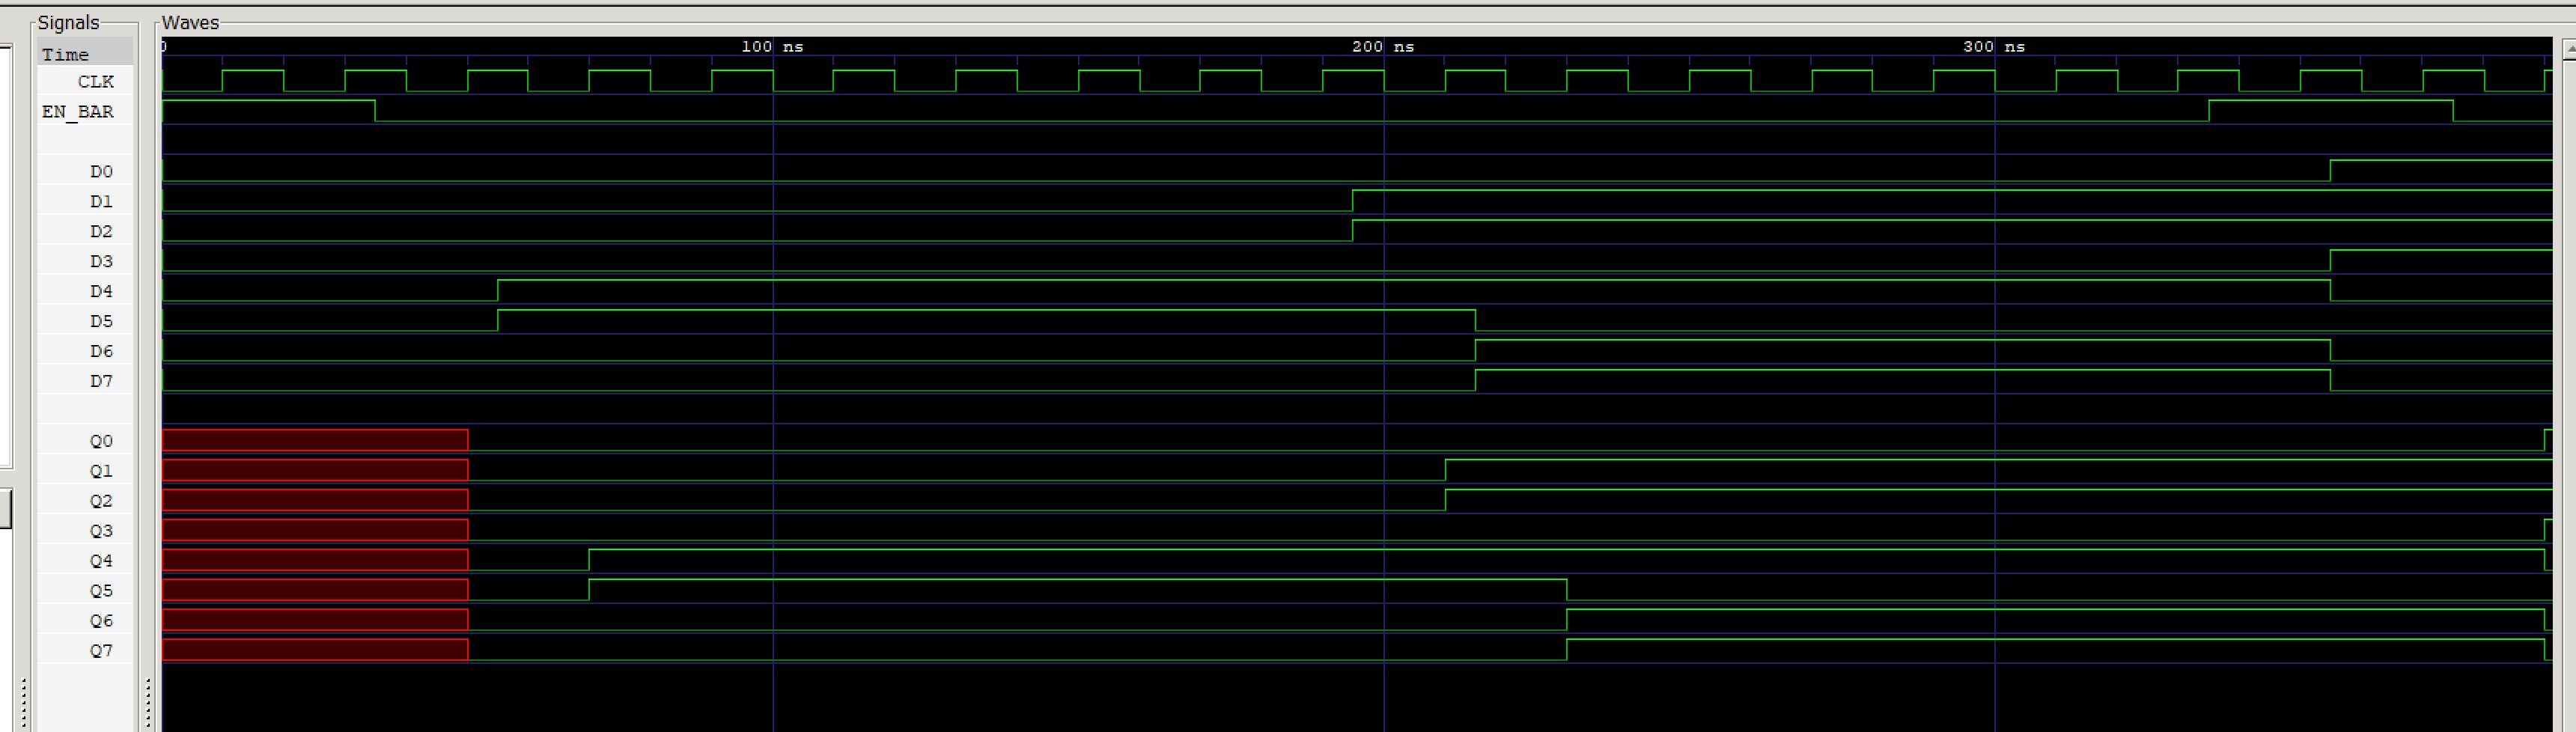 Signals Waves
Time 0 100 ns 200 ns 300 ns
CLK
EN_BAR
D0
D1
D2
D3
D4
D5
D6
D7
Q0
Q1
Q2
Q3
Q4
Q5
Q6
Q7